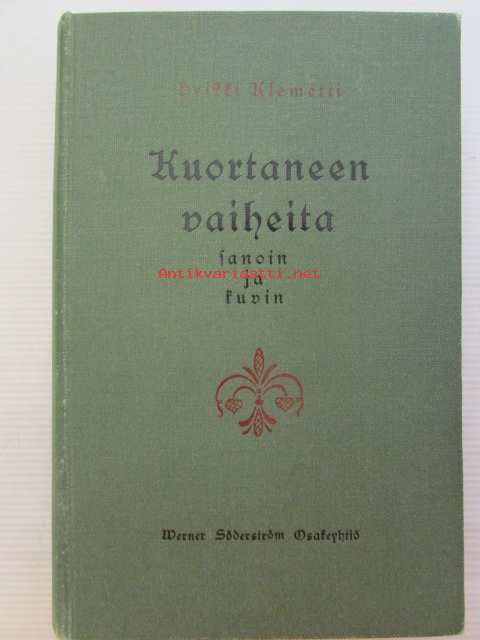 Heikki Klemetti
Kuortaneen
vaiheita
sanoin
Antikvariaatti.net
ja
kuvin
Werner Söderström Osakeyhtiö